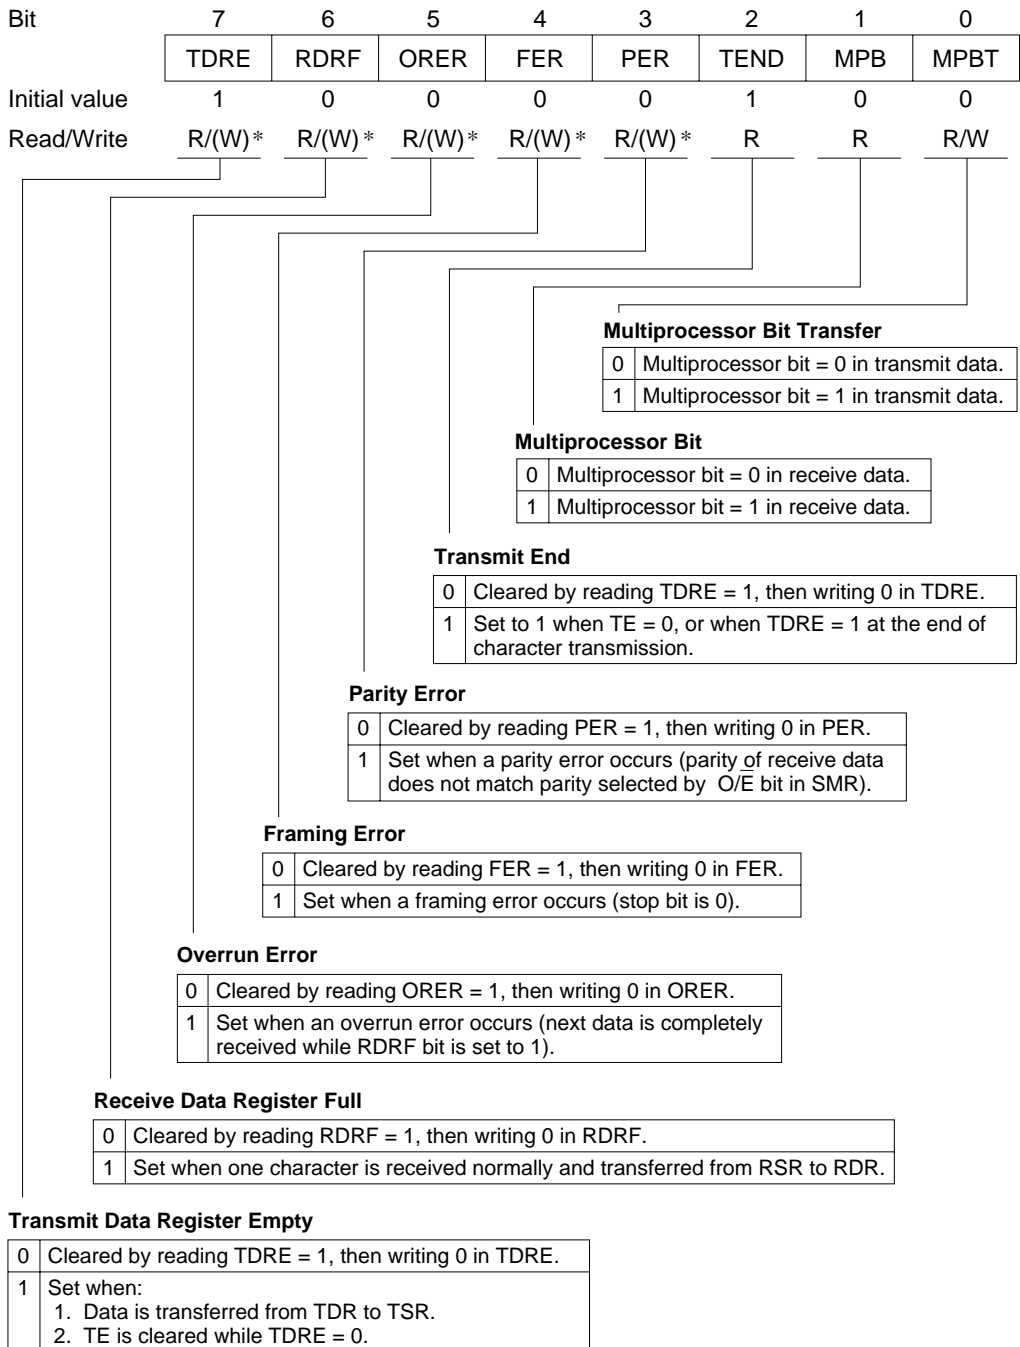 Bit 7 6 5 4 3 2 1 0
TDRE RDRF ORER FER PER TEND MPB MPBT
Initial value 1 0 0 0 0 1 0 0
Read/Write R/(W)* R/(W)* R/(W)* R/(W)* R/(W)* R R R/W
Multiprocessor Bit Transfer
0 Multiprocessor bit = 0 in transmit data.
1 Multiprocessor bit = 1 in transmit data.
Multiprocessor Bit
0 Multiprocessor bit = 0 in receive data.
1 Multiprocessor bit = 1 in receive data.
Transmit End
0 Cleared by reading TDRE = 1, then writing 0 in TDRE.
1 Set to 1 when TE = 0, or when TDRE = 1 at the end of
character transmission.
Parity Error
0 Cleared by reading PER = 1, then writing 0 in PER.
1 Set when a parity error occurs (parity of receive data
does not match parity selected by O/E̅ bit in SMR).
Framing Error
0 Cleared by reading FER = 1, then writing 0 in FER.
1 Set when a framing error occurs (stop bit is 0).
Overrun Error
0 Cleared by reading ORER = 1, then writing 0 in ORER.
1 Set when an overrun error occurs (next data is completely
received while RDRF bit is set to 1).
Receive Data Register Full
0 Cleared by reading RDRF = 1, then writing 0 in RDRF.
1 Set when one character is received normally and transferred from RSR to RDR.
Transmit Data Register Empty
0 Cleared by reading TDRE = 1, then writing 0 in TDRE.
1 Set when:
1. Data is transferred from TDR to TSR.
2. TE is cleared while TDRE = 0.